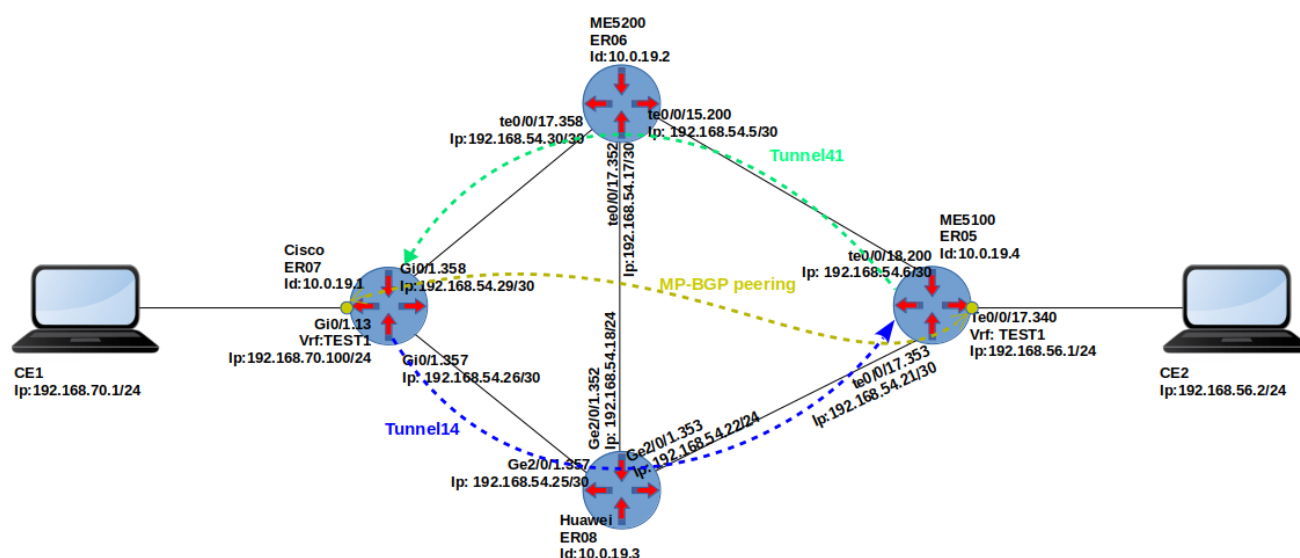 ME5200
ER06
Id:10.0.19.2
te0/0/17.358
Ip:192.168.54.30/30
te0/0/15.200
Ip: 192.168.54.5/30
te0/0/17.352
Ip:192.168.54.17/30
Tunnel41
ME5100
ER05
Id:10.0.19.4
te0/0/18.200
Ip: 192.168.54.6/30
Cisco
ER07
Id:10.0.19.1
Gi0/1.358
Ip:192.168.54.29/30
MP-BGP peering
Gi0/1.13
Vrf:TEST1
Ip:192.168.70.100/24
Te0/0/17.340
Vrf: TEST1
Ip:192.168.56.1/24
CE1
Ip:192.168.70.1/24
CE2
Ip:192.168.56.2/24
Gi0/1.357
Ip: 192.168.54.26/30
Ge2/0/1.352
Ip: 192.168.54.18/24
te0/0/17.353
Ip:192.168.54.21/30
Tunnel14
Ge2/0/1.353
Ip: 192.168.54.22/24
Ge2/0/1.357
Ip: 192.168.54.25/30
Huawei
ER08
Id:10.0.19.3